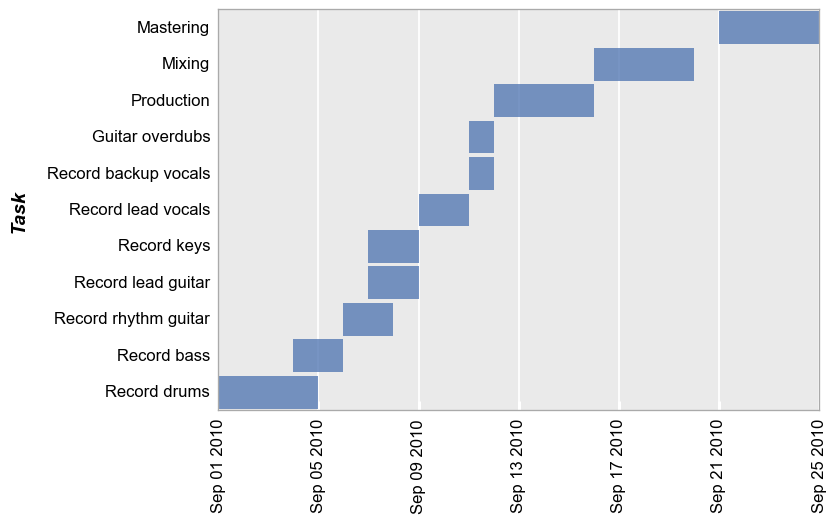 Task
Mastering
Mixing
Production
Guitar overdubs
Record backup vocals
Record lead vocals
Record keys
Record lead guitar
Record rhythm guitar
Record bass
Record drums
Sep 01 2010
Sep 05 2010
Sep 09 2010
Sep 13 2010
Sep 17 2010
Sep 21 2010
Sep 25 2010